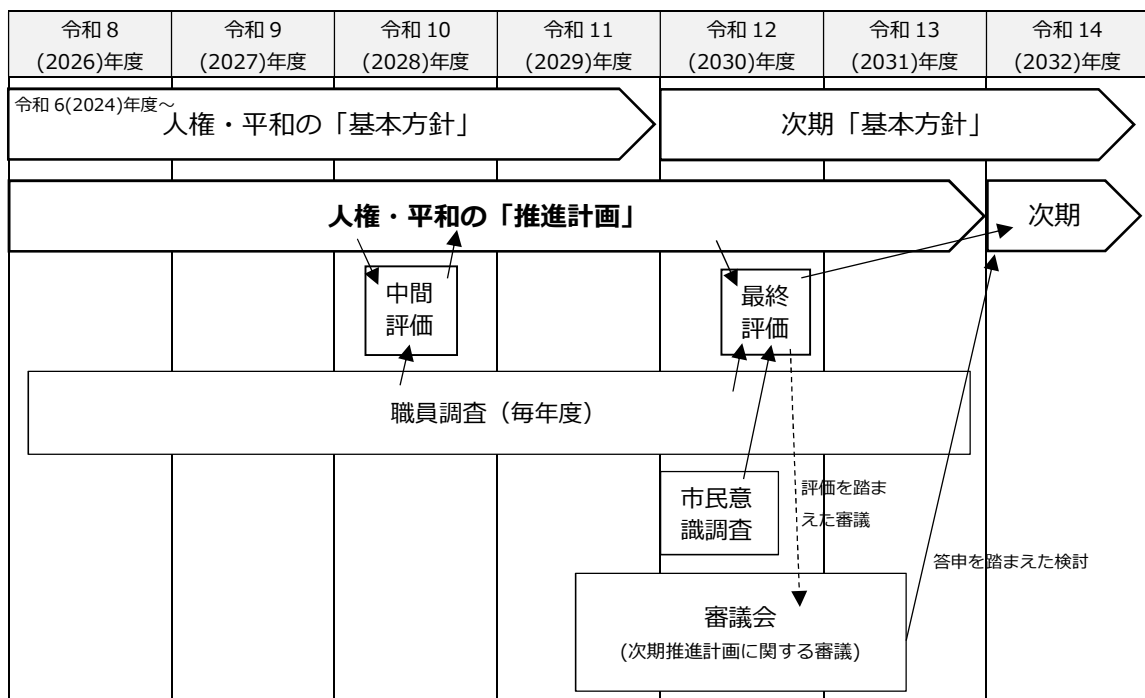 令和 8
(2026)年度
令和 9
(2027)年度
令和 10
(2028)年度
令和 11
(2029)年度
令和 12
(2030)年度
令和 13
(2031)年度
令和 14
(2032)年度
令和 6(2024)年度～
人権・平和の「基本方針」
次期「基本方針」
人権・平和の「推進計画」
次期
中間
評価
最終
評価
職員調査（毎年度）
市民意
識調査
評価を踏ま
えた審議
答申を踏まえた検討
審議会
(次期推進計画に関する審議)